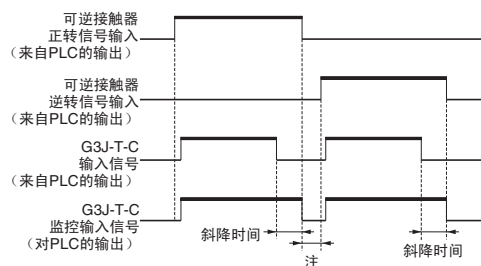 可逆接触器
正转信号输入
（来自PLC的输出）
可逆接触器
逆转信号输入
（来自PLC的输出）
G3J-T-C
输入信号
（来自PLC的输出）
G3J-T-C
监控输入信号
（对PLC的输出）
斜降时间
注
斜降时间